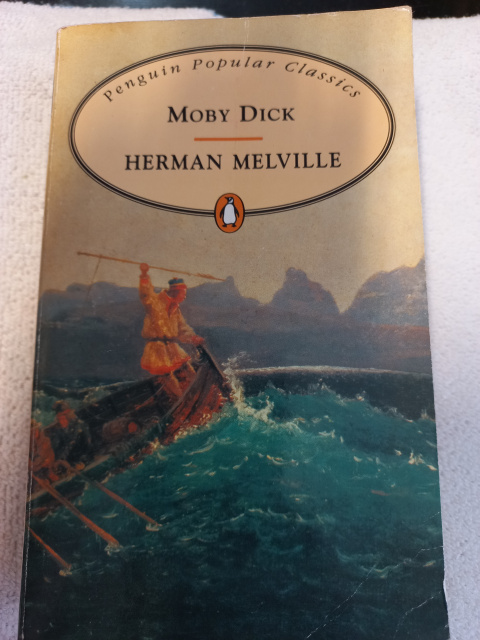 Penguin Popular Classics
MOBY DICK
HERMAN MELVILLE